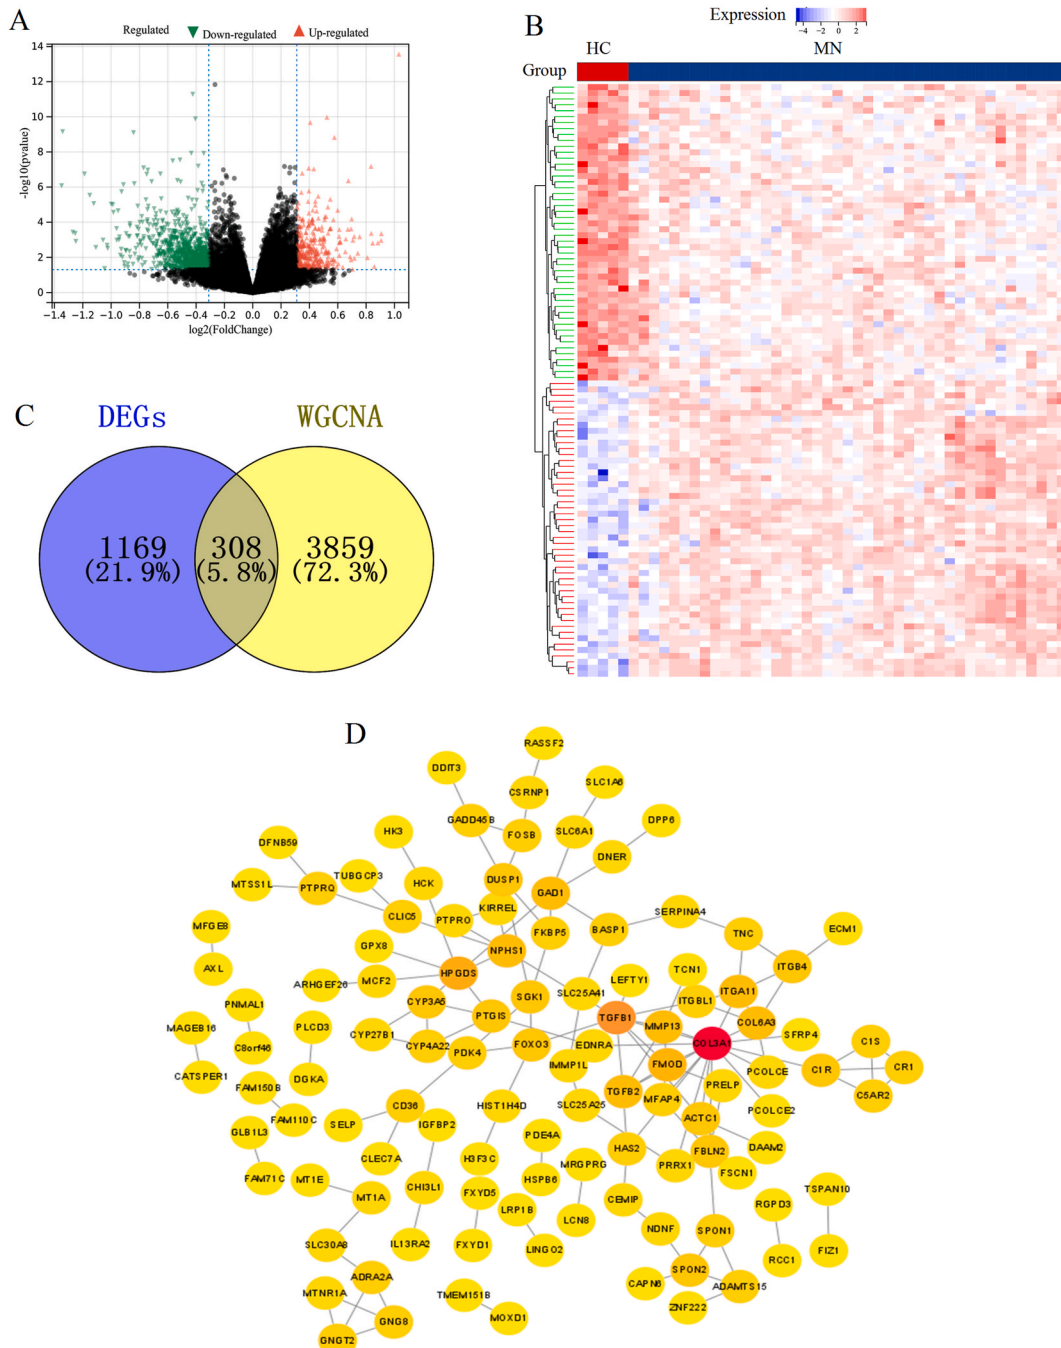 A
Regulated Down-regulated Up-regulated
14
12
10
8
6
4
2
0
-log10(pvalue)
−1.4 −1.2 −1.0 −0.8 −0.6 −0.4 −0.2 0.0 0.2 0.4 0.6 0.8 1.0
log2(FoldChange)
B
Expression
−4 −2 0 2
HC MN
Group
C
DEGs WGCNA
1169 308 3859
(21.9%) (5.8%) (72.3%)
D
RASSF2
DDIT3
SLC1A6
CSRNP1
GADD45B
FOSB
SLC6A1
DPP6
HK3
DFNB59
DNER
TUBGCP3
MTSS1L
PTPRQ
HCK
DUSP1
GAD1
KIRREL
CLIC5
PTPRO
SERPINA4
MFGE8
FKBP5
BASP1
TNC
ECM1
GPX8
NPHS1
AXL
ARHGEF26
MCF2
HPGDS
LEFTY1
TCN1
ITGB4
SLC25A41
ITGBL1
ITGA11
PNMAL1
CYP3A5
SGK1
TGFB1
MMP13
COL6A3
MAGEB16
PLCD3
CYP27B1
PTGIS
C8orf46
CYP4A22
PDK4
FOXO3
EDNRA
COL3A1
SFRP4
C1S
CATSPER1
IMMP1L
FMOD
PCOLCE
C1R
CR1
FAM150B
DGKA
TGFB2
PRELP
C5AR2
FAM110C
CD36
HIST1H4D
SLC25A25
MFAP4
PCOLCE2
GLB1L3
SELP
IGFBP2
PDE4A
ACTC1
HAS2
FBLN2
DAAM2
FAM71C
CLEC7A
H3F3C
HSPB6
MRGPRG
PRRX1
FSCN1
MT1E
MT1A
CHI3L1
FXYD5
LRP1B
LCN8
CEMIP
RGPD3
TSPAN10
SLC30A8
IL13RA2
FXYD1
LINGO2
NDNF
SPON1
RCC1
FIZ1
ADRA2A
SPON2
MTNR1A
CAPN6
ADAMTS15
TMEM151B
ZNF222
GNG8
MOXD1
GNGT2